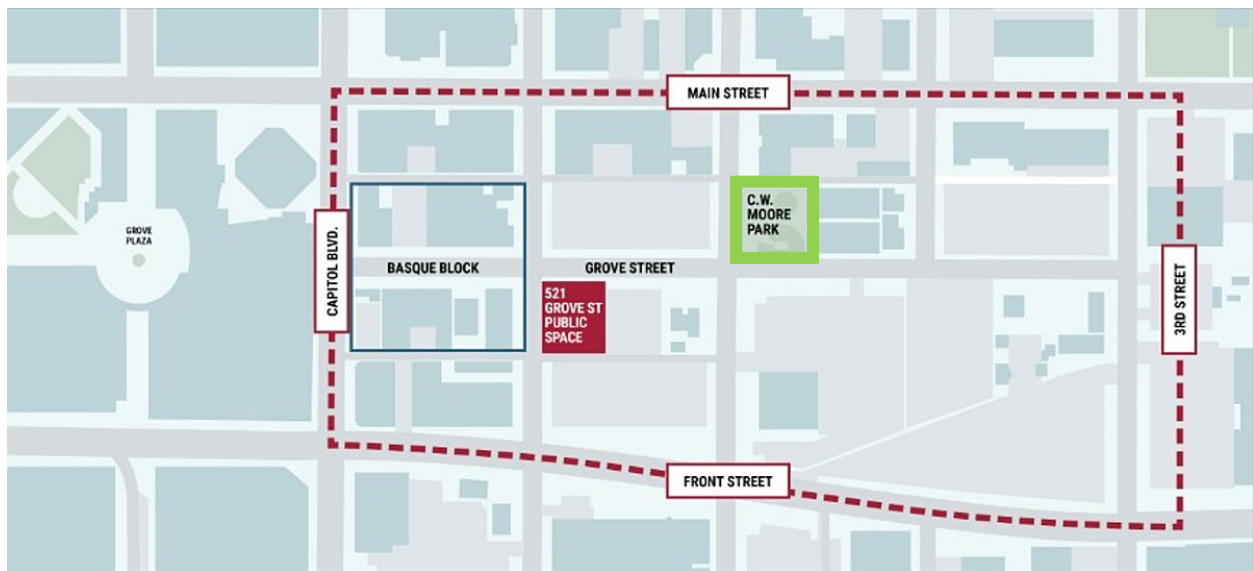 MAIN STREET
C.W.
MOORE
PARK
GROVE
PLAZA
CAPITOL BLVD.
BASQUE BLOCK
GROVE STREET
3RD STREET
521
GROVE ST
PUBLIC
SPACE
FRONT STREET